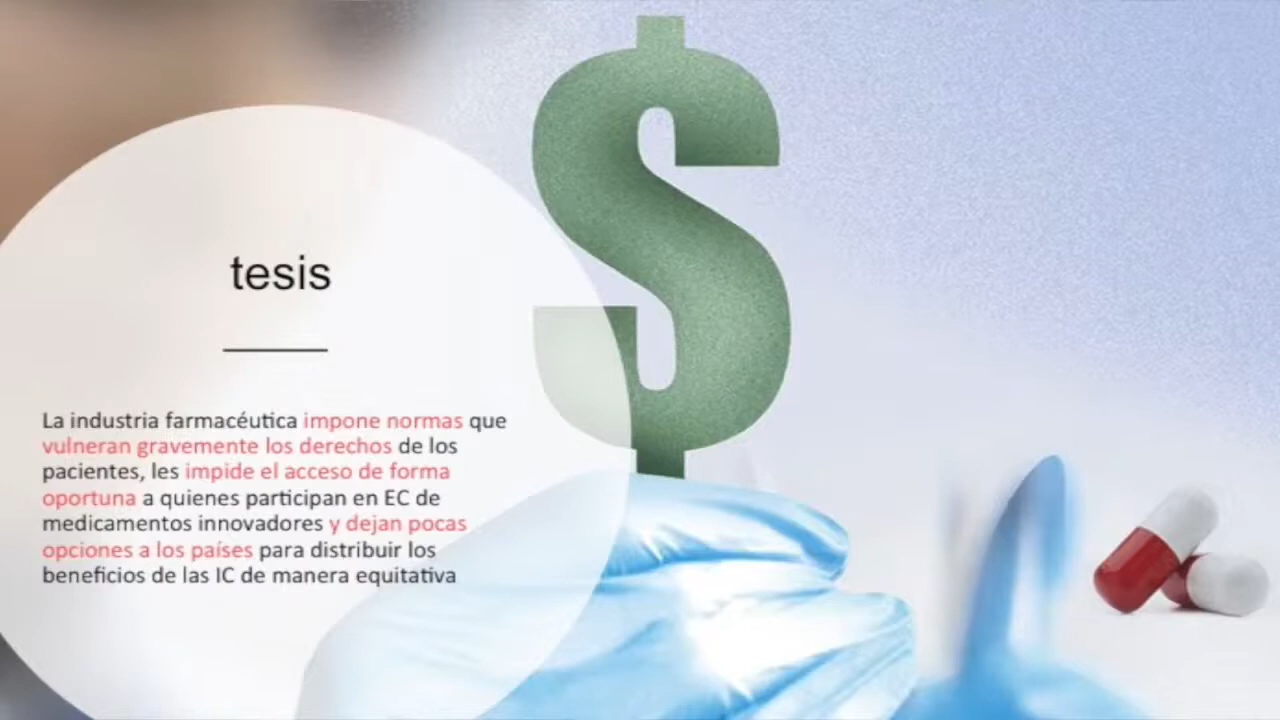 tesis
La industria farmacéutica impone normas que
vulneran gravemente los derechos de los
pacientes, les impide el acceso de forma
oportuna a quienes participan en EC de
medicamentos innovadores y dejan pocas
opciones a los países para distribuir los
beneficios de las IC de manera equitativa